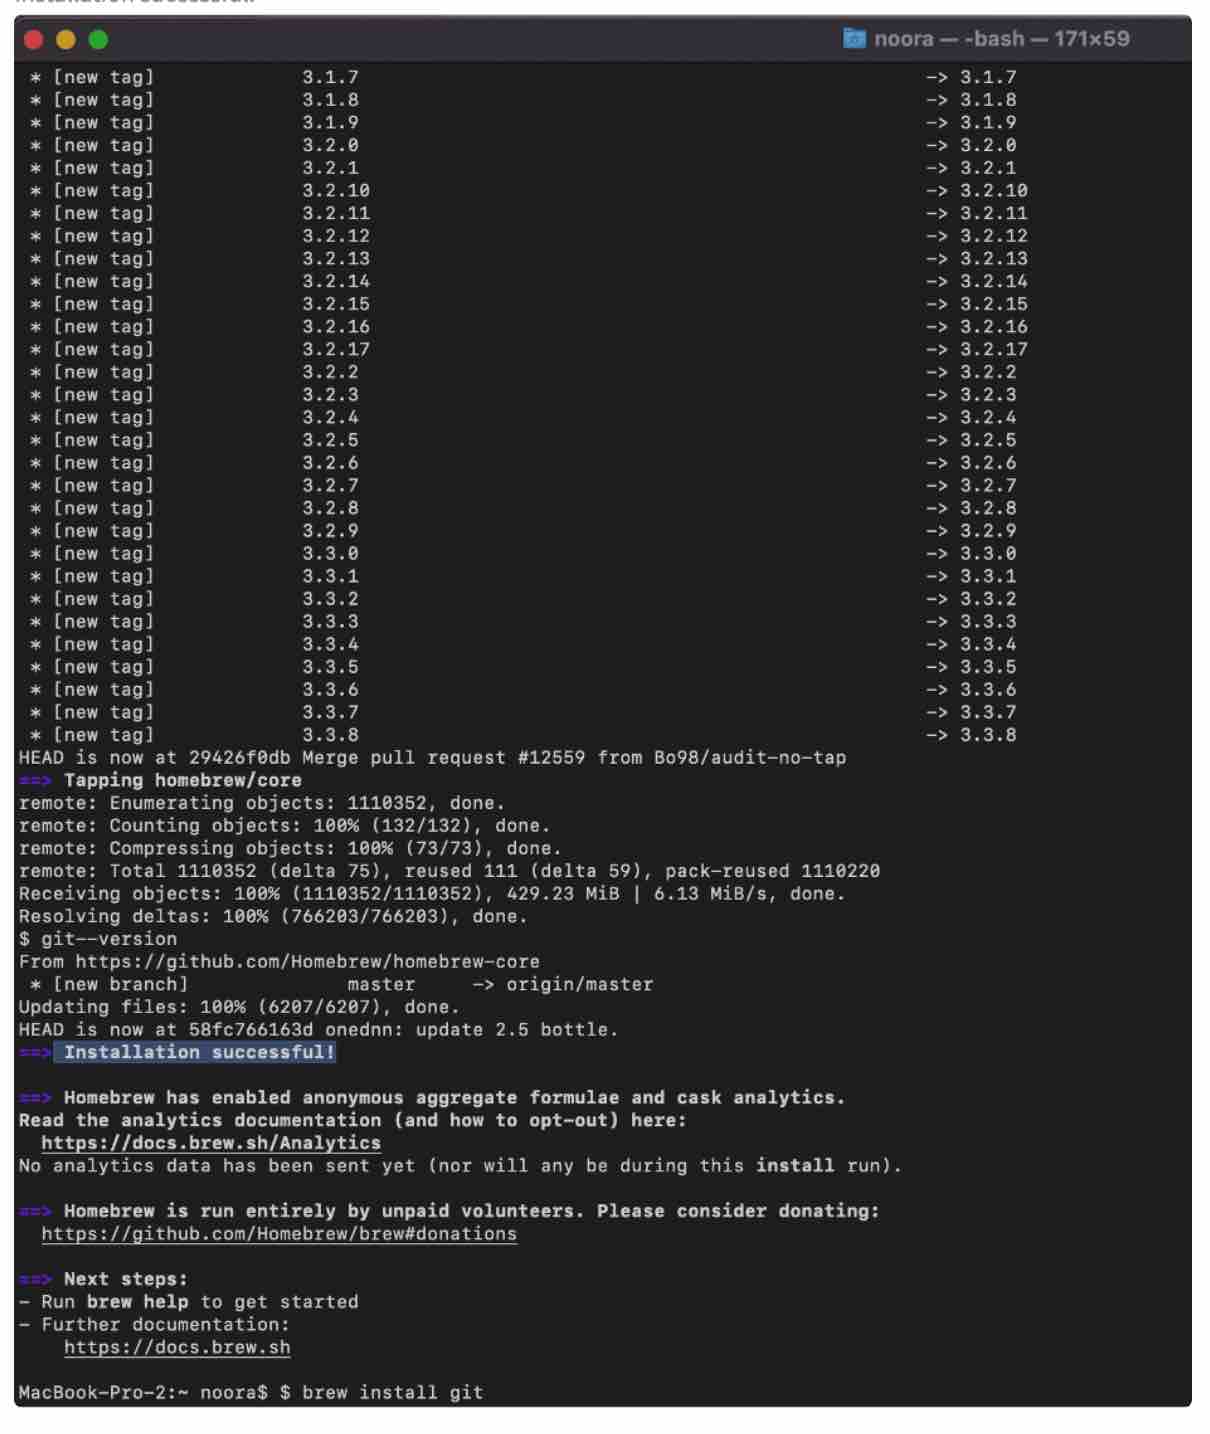 noora — -bash — 171×59
* [new tag] 3.1.7 -> 3.1.7
* [new tag] 3.1.8 -> 3.1.8
* [new tag] 3.1.9 -> 3.1.9
* [new tag] 3.2.0 -> 3.2.0
* [new tag] 3.2.1 -> 3.2.1
* [new tag] 3.2.10 -> 3.2.10
* [new tag] 3.2.11 -> 3.2.11
* [new tag] 3.2.12 -> 3.2.12
* [new tag] 3.2.13 -> 3.2.13
* [new tag] 3.2.14 -> 3.2.14
* [new tag] 3.2.15 -> 3.2.15
* [new tag] 3.2.16 -> 3.2.16
* [new tag] 3.2.17 -> 3.2.17
* [new tag] 3.2.2 -> 3.2.2
* [new tag] 3.2.3 -> 3.2.3
* [new tag] 3.2.4 -> 3.2.4
* [new tag] 3.2.5 -> 3.2.5
* [new tag] 3.2.6 -> 3.2.6
* [new tag] 3.2.7 -> 3.2.7
* [new tag] 3.2.8 -> 3.2.8
* [new tag] 3.2.9 -> 3.2.9
* [new tag] 3.3.0 -> 3.3.0
* [new tag] 3.3.1 -> 3.3.1
* [new tag] 3.3.2 -> 3.3.2
* [new tag] 3.3.3 -> 3.3.3
* [new tag] 3.3.4 -> 3.3.4
* [new tag] 3.3.5 -> 3.3.5
* [new tag] 3.3.6 -> 3.3.6
* [new tag] 3.3.7 -> 3.3.7
* [new tag] 3.3.8 -> 3.3.8
HEAD is now at 29426f0db Merge pull request #12559 from Bo98/audit-no-tap
==> Tapping homebrew/core
remote: Enumerating objects: 1110352, done.
remote: Counting objects: 100% (132/132), done.
remote: Compressing objects: 100% (73/73), done.
remote: Total 1110352 (delta 75), reused 111 (delta 59), pack-reused 1110220
Receiving objects: 100% (1110352/1110352), 429.23 MiB | 6.13 MiB/s, done.
Resolving deltas: 100% (766203/766203), done.
$ git--version
From https://github.com/Homebrew/homebrew-core
* [new branch] master -> origin/master
Updating files: 100% (6207/6207), done.
HEAD is now at 58fc766163d onednn: update 2.5 bottle.
==> Installation successful!
==> Homebrew has enabled anonymous aggregate formulae and cask analytics.
Read the analytics documentation (and how to opt-out) here:
https://docs.brew.sh/Analytics
No analytics data has been sent yet (nor will any be during this install run).
==> Homebrew is run entirely by unpaid volunteers. Please consider donating:
https://github.com/Homebrew/brew#donations
==> Next steps:
- Run brew help to get started
- Further documentation:
https://docs.brew.sh
MacBook-Pro-2:~ noora$ $ brew install git